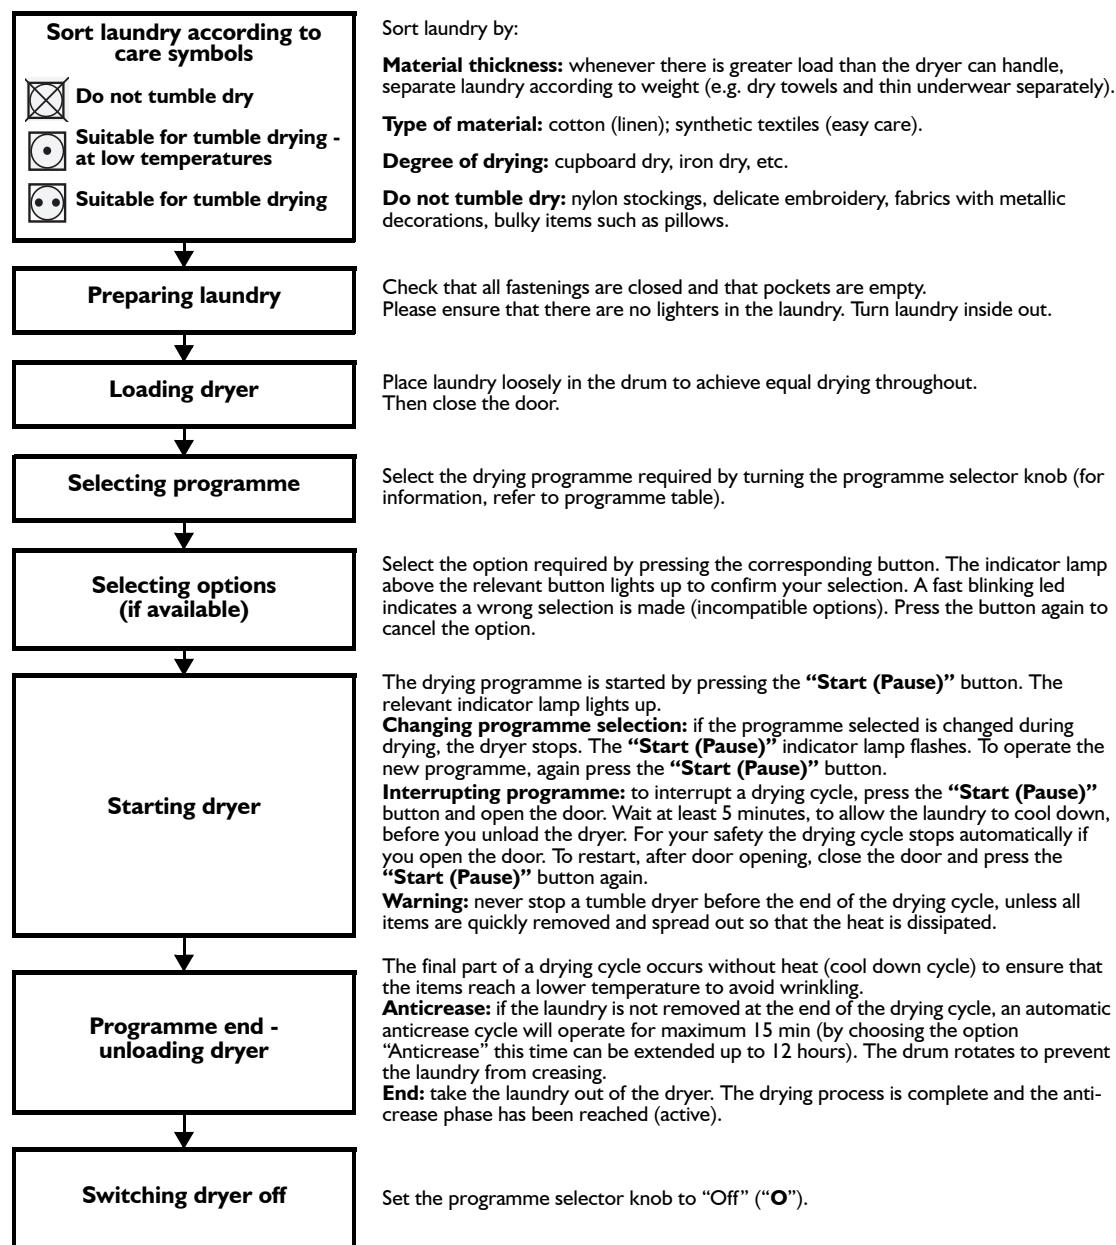 Sort laundry according to
care symbols
Do not tumble dry
Suitable for tumble drying -
at low temperatures
Suitable for tumble drying
Sort laundry by:
Material thickness: whenever there is greater load than the dryer can handle,
separate laundry according to weight (e.g. dry towels and thin underwear separately).
Type of material: cotton (linen); synthetic textiles (easy care).
Degree of drying: cupboard dry, iron dry, etc.
Do not tumble dry: nylon stockings, delicate embroidery, fabrics with metallic
decorations, bulky items such as pillows.
Preparing laundry
Check that all fastenings are closed and that pockets are empty.
Please ensure that there are no lighters in the laundry. Turn laundry inside out.
Loading dryer
Place laundry loosely in the drum to achieve equal drying throughout.
Then close the door.
Selecting programme
Select the drying programme required by turning the programme selector knob (for
information, refer to programme table).
Selecting options
(if available)
Select the option required by pressing the corresponding button. The indicator lamp
above the relevant button lights up to confirm your selection. A fast blinking led
indicates a wrong selection is made (incompatible options). Press the button again to
cancel the option.
Starting dryer
The drying programme is started by pressing the “Start (Pause)” button. The
relevant indicator lamp lights up.
Changing programme selection: if the programme selected is changed during
drying, the dryer stops. The “Start (Pause)” indicator lamp flashes. To operate the
new programme, again press the “Start (Pause)” button.
Interrupting programme: to interrupt a drying cycle, press the “Start (Pause)”
button and open the door. Wait at least 5 minutes, to allow the laundry to cool down,
before you unload the dryer. For your safety the drying cycle stops automatically if
you open the door. To restart, after door opening, close the door and press the
“Start (Pause)” button again.
Warning: never stop a tumble dryer before the end of the drying cycle, unless all
items are quickly removed and spread out so that the heat is dissipated.
Programme end -
unloading dryer
The final part of a drying cycle occurs without heat (cool down cycle) to ensure that
the items reach a lower temperature to avoid wrinkling.
Anticrease: if the laundry is not removed at the end of the drying cycle, an automatic
anticrease cycle will operate for maximum 15 min (by choosing the option
“Anticrease” this time can be extended up to 12 hours). The drum rotates to prevent
the laundry from creasing.
End: take the laundry out of the dryer. The drying process is complete and the anti-
crease phase has been reached (active).
Switching dryer off
Set the programme selector knob to “Off” (“O”).